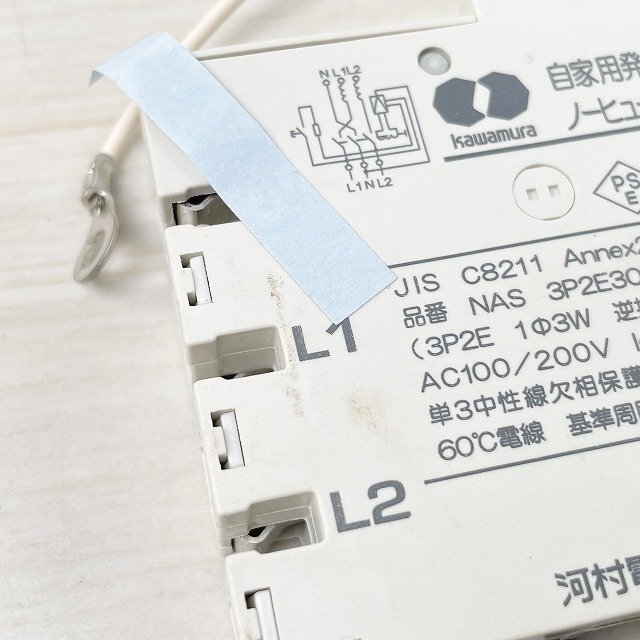 N L1 L2
L1 N L2
kawamura
自家用発
ノーヒュ
PS
E
JIS C8211 Annex
品番 NAS 3P2E30
(3P2E 1Φ3W 逆
AC100/200V
単3中性線欠相保護
60℃電線 基準周
L1
L2
河村電